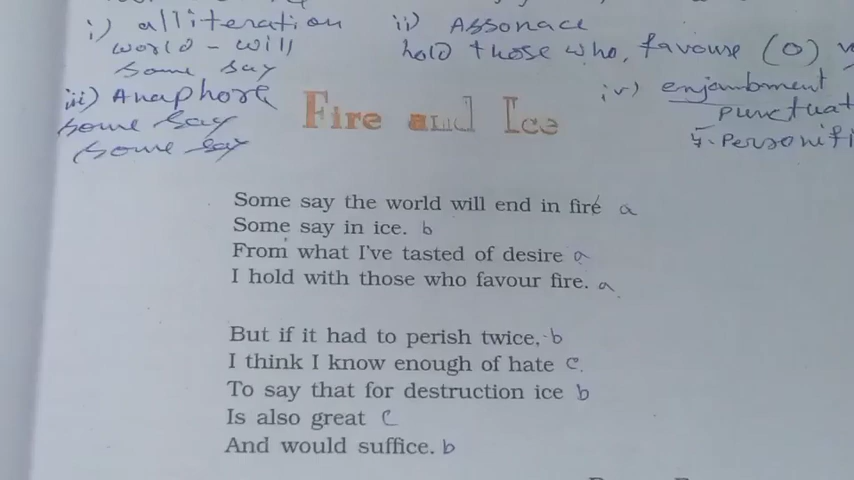 i) alliteration ii) Assonace
world - will hold those who, favouse (o)
some say
iii) Anaphore iv) enjambment
some say punctuat
some say 5. Personifi
Fire and Ice
Some say the world will end in fire a
Some say in ice. b
From what I've tasted of desire a
I hold with those who favour fire. a
But if it had to perish twice, b
I think I know enough of hate c
To say that for destruction ice b
Is also great c
And would suffice. b